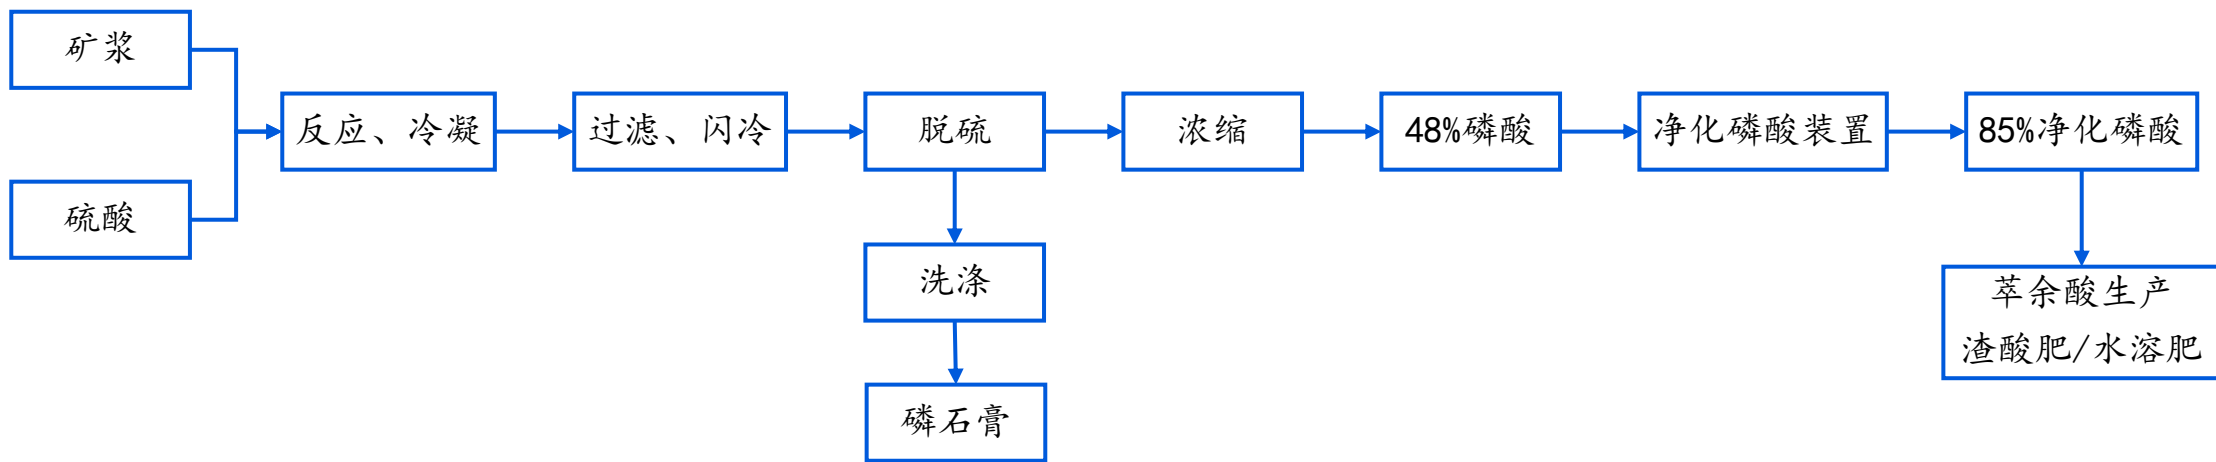 矿浆
硫酸
反应、冷凝
过滤、闪冷
脱硫
浓缩
48%磷酸
净化磷酸装置
85%净化磷酸
洗涤
磷石膏
萃余酸生产
渣酸肥/水溶肥